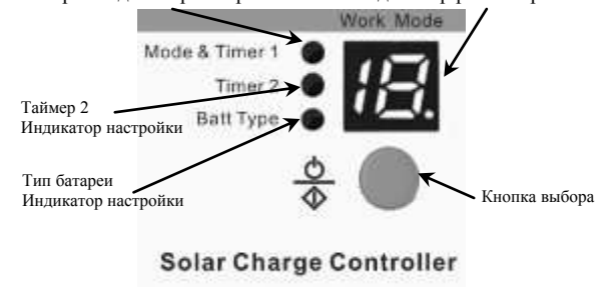 Work Mode
Mode & Timer 1
18.
Timer 2
Таймер 2
Индикатор настройки
Batt Type
Тип батареи
Индикатор настройки
Кнопка выбора
Solar Charge Controller